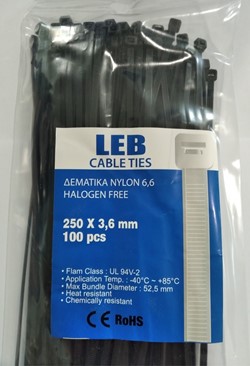 LEB
CABLE TIES
ΔΕΜΑΤΙΚΑ NYLON 6,6
HALOGEN FREE
250 X 3,6 mm
100 pcs
• Flam Class : UL 94V-2
• Application Temp. : -40°C ~ +85°C
• Max Bundle Diameter : 52,5 mm
• Heat resistant
• Chemically resistant
CE RoHS